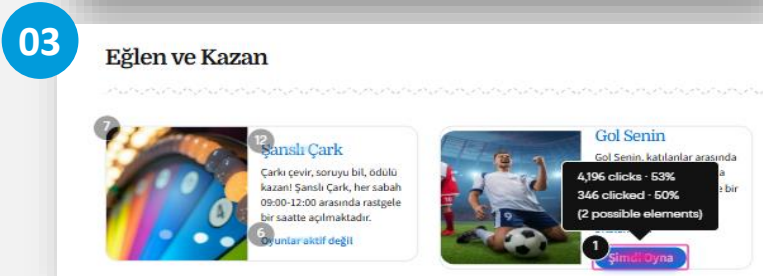 03
Eğlen ve Kazan
7
12
Şanslı Çark
Çarkı çevir, soruyu bil, ödülü
kazan! Şanslı Çark, her sabah
09:00-12:00 arasında rastgele
bir saatte açılmaktadır.
6
Oyunlar aktif değil
Gol Senin
Gol Senin, katılanlar arasında
a
e bir
4,196 clicks - 53%
346 clicked - 50%
(2 possible elements)
1
Şimdi Oyna